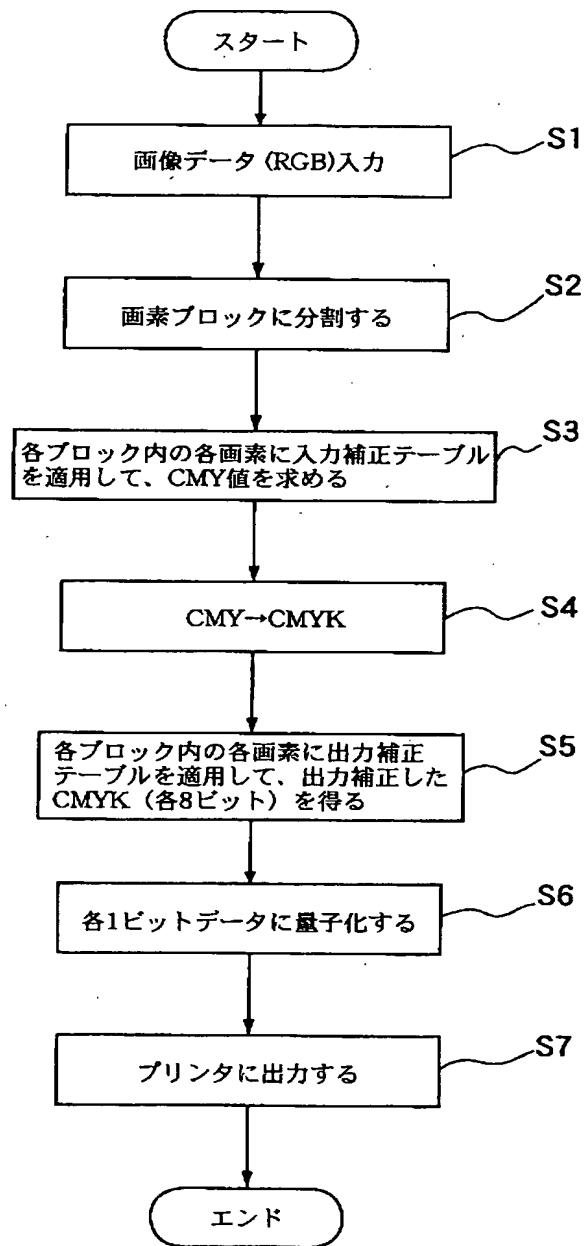 スタート
画像データ(RGB)入力
S1
画素ブロックに分割する
S2
各ブロック内の各画素に入力補正テーブル
を適用して、CMY値を求める
S3
CMY→CMYK
S4
各ブロック内の各画素に出力補正
テーブルを適用して、出力補正した
CMYK（各8ビット）を得る
S5
各1ビットデータに量子化する
S6
プリンタに出力する
S7
エンド